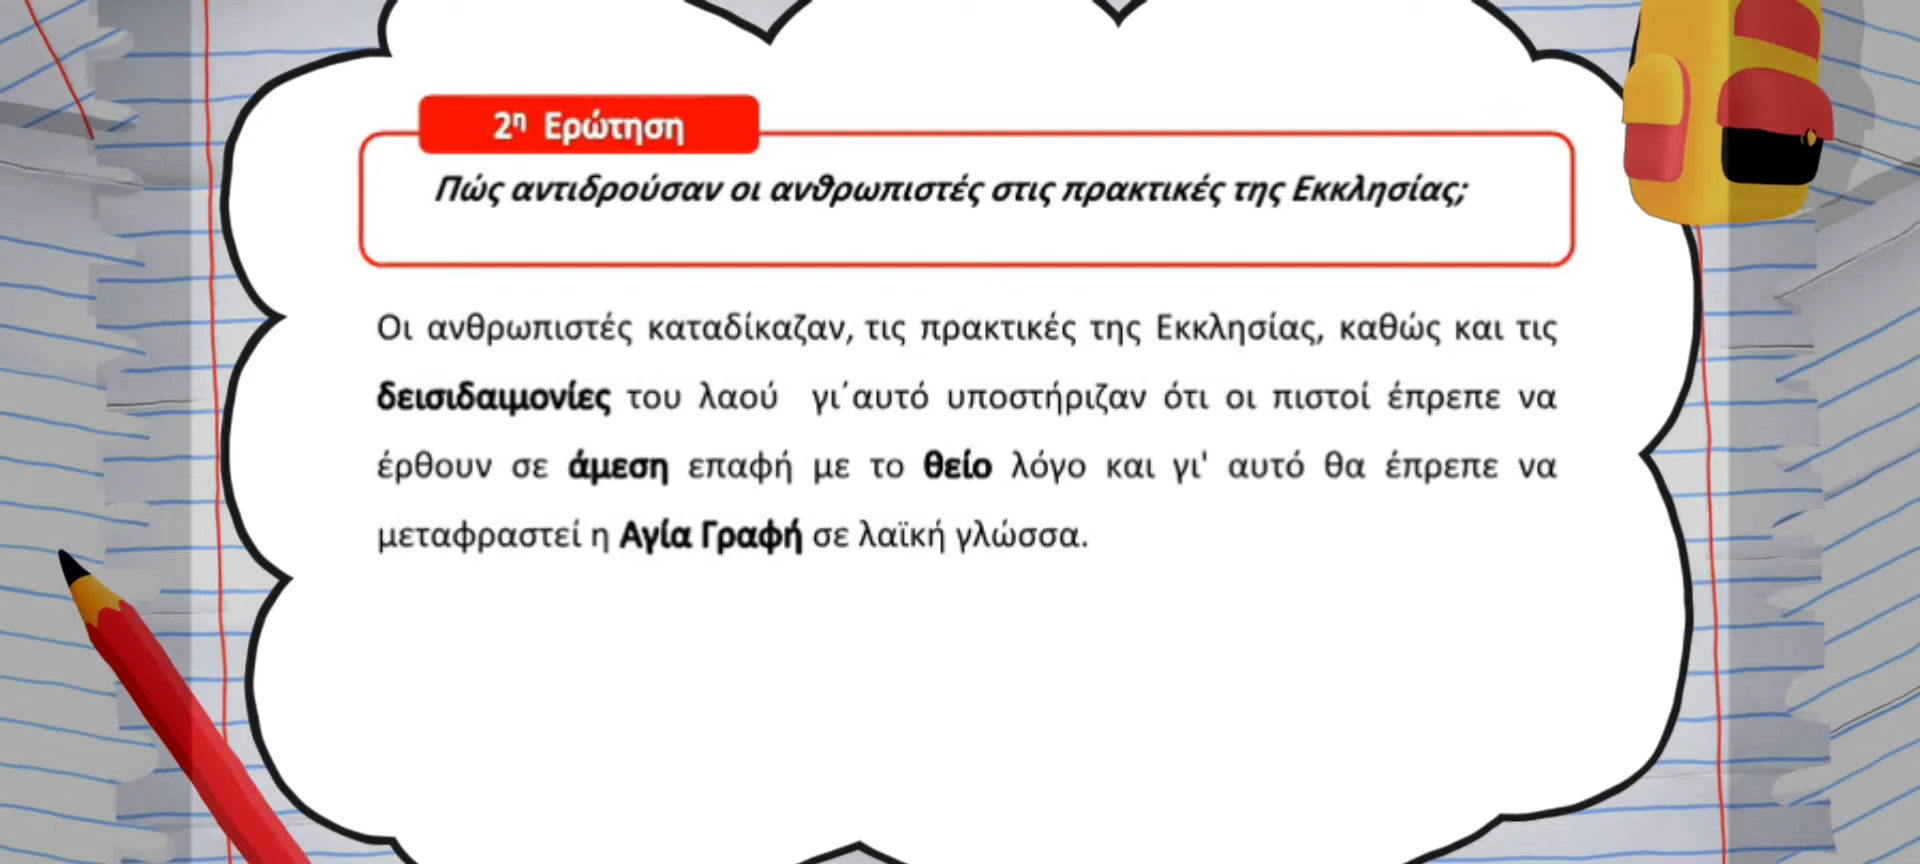 2η Ερώτηση
Πώς αντιδρούσαν οι ανθρωπιστές στις πρακτικές της Εκκλησίας;
Οι ανθρωπιστές καταδίκαζαν, τις πρακτικές της Εκκλησίας, καθώς και τις
δεισιδαιμονίες του λαού γι΄αυτό υποστήριζαν ότι οι πιστοί έπρεπε να
έρθουν σε άμεση επαφή με το θείο λόγο και γι' αυτό θα έπρεπε να
μεταφραστεί η Αγία Γραφή σε λαϊκή γλώσσα.